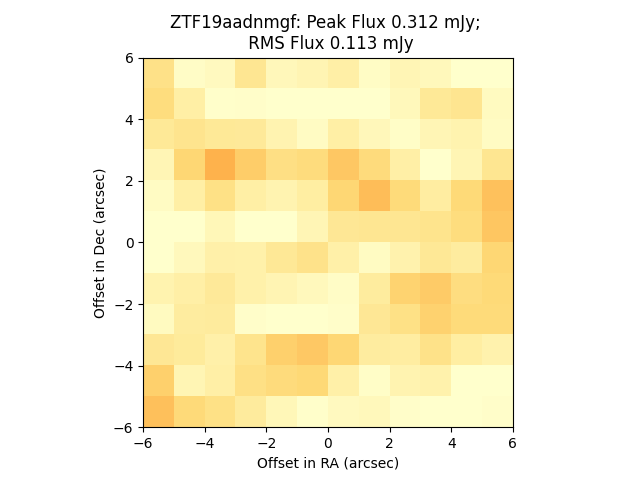 ZTF19aadnmgf: Peak Flux 0.312 mJy;
RMS Flux 0.113 mJy
6
4
2
0
−2
−4
−6
Offset in Dec (arcsec)
−6 −4 −2 0 2 4 6
Offset in RA (arcsec)